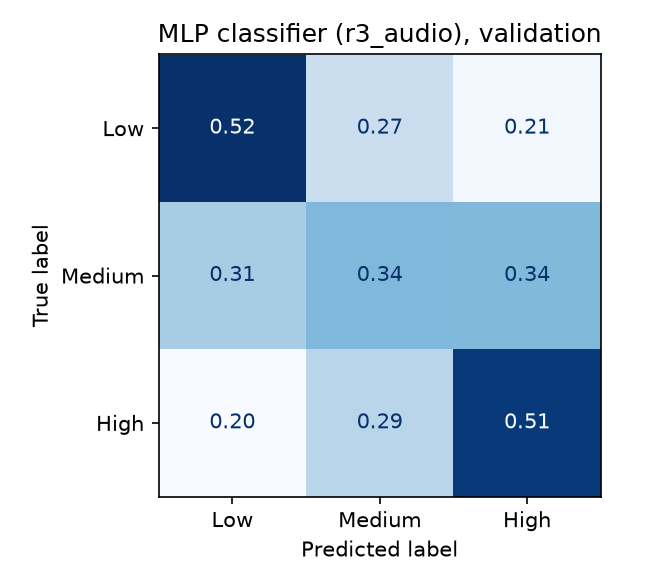 MLP classifier (r3_audio), validation
True label
Low
0.52 0.27 0.21
Medium
0.31 0.34 0.34
High
0.20 0.29 0.51
Low Medium High
Predicted label